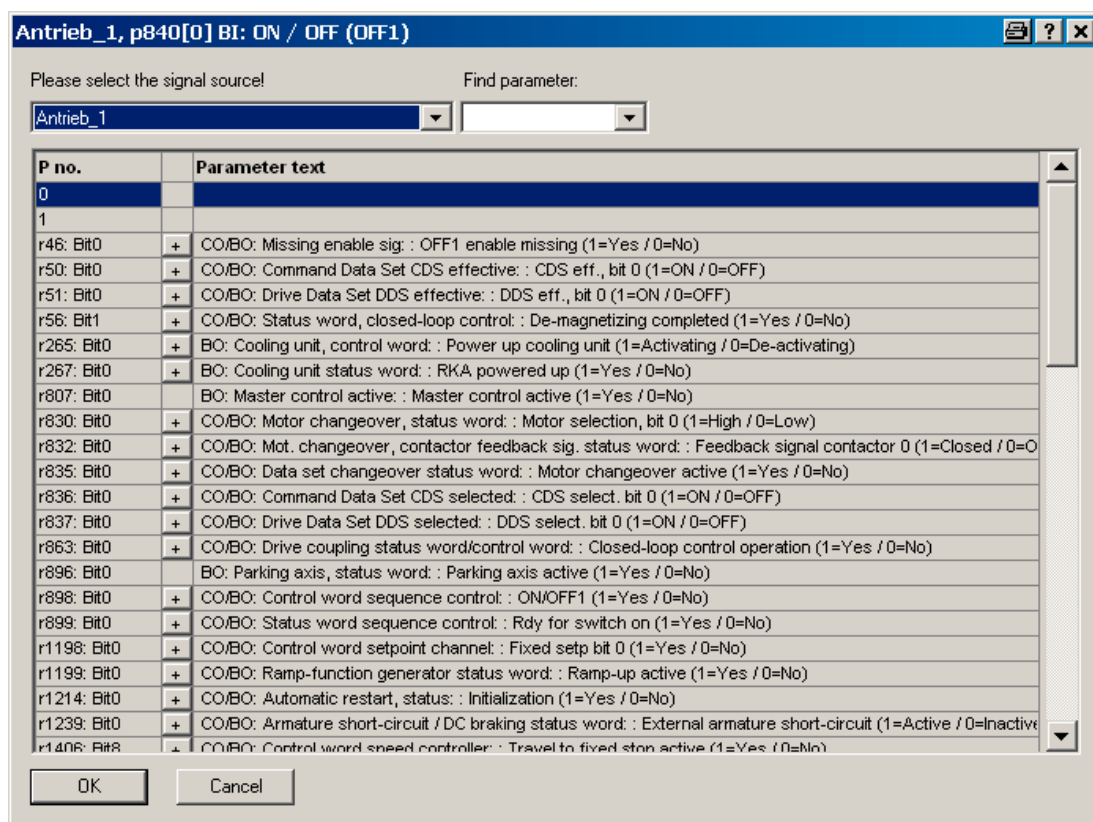 Antrieb_1, p840[0] BI: ON / OFF (OFF1)
Please select the signal source! Find parameter:
Antrieb_1
P no. Parameter text
0
1
r46: Bit0 + CO/BO: Missing enable sig: : OFF1 enable missing (1=Yes / 0=No)
r50: Bit0 + CO/BO: Command Data Set CDS effective: : CDS eff., bit 0 (1=ON / 0=OFF)
r51: Bit0 + CO/BO: Drive Data Set DDS effective: : DDS eff., bit 0 (1=ON / 0=OFF)
r56: Bit1 + CO/BO: Status word, closed-loop control: : De-magnetizing completed (1=Yes / 0=No)
r265: Bit0 + BO: Cooling unit, control word: : Power up cooling unit (1=Activating / 0=De-activating)
r267: Bit0 + BO: Cooling unit status word: : RKA powered up (1=Yes / 0=No)
r807: Bit0 BO: Master control active: : Master control active (1=Yes / 0=No)
r830: Bit0 + CO/BO: Motor changeover, status word: : Motor selection, bit 0 (1=High / 0=Low)
r832: Bit0 + CO/BO: Mot. changeover, contactor feedback sig. status word: : Feedback signal contactor 0 (1=Closed / 0=O
r835: Bit0 + CO/BO: Data set changeover status word: : Motor changeover active (1=Yes / 0=No)
r836: Bit0 + CO/BO: Command Data Set CDS selected: : CDS select. bit 0 (1=ON / 0=OFF)
r837: Bit0 + CO/BO: Drive Data Set DDS selected: : DDS select. bit 0 (1=ON / 0=OFF)
r863: Bit0 + CO/BO: Drive coupling status word/control word: : Closed-loop control operation (1=Yes / 0=No)
r896: Bit0 BO: Parking axis, status word: : Parking axis active (1=Yes / 0=No)
r898: Bit0 + CO/BO: Control word sequence control: : ON/OFF1 (1=Yes / 0=No)
r899: Bit0 + CO/BO: Status word sequence control: : Rdy for switch on (1=Yes / 0=No)
r1198: Bit0 + CO/BO: Control word setpoint channel: : Fixed setp bit 0 (1=Yes / 0=No)
r1199: Bit0 + CO/BO: Ramp-function generator status word: : Ramp-up active (1=Yes / 0=No)
r1214: Bit0 + CO/BO: Automatic restart, status: : Initialization (1=Yes / 0=No)
r1239: Bit0 + CO/BO: Armature short-circuit / DC braking status word: : External armature short-circuit (1=Active / 0=Inactive
r1406: Bit8 + CO/BO: Control word speed controller: : Travel to fixed stop active (1=Yes / 0=No)
OK Cancel